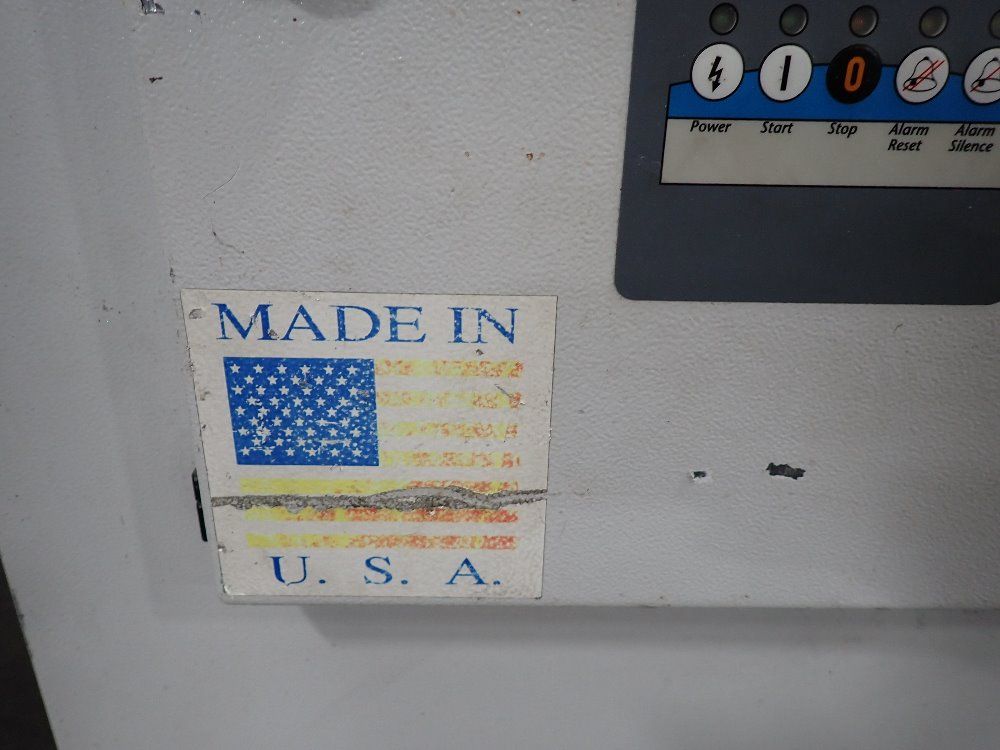 Power Start Stop Alarm Reset Alarm Silence
MADE IN
U. S. A.